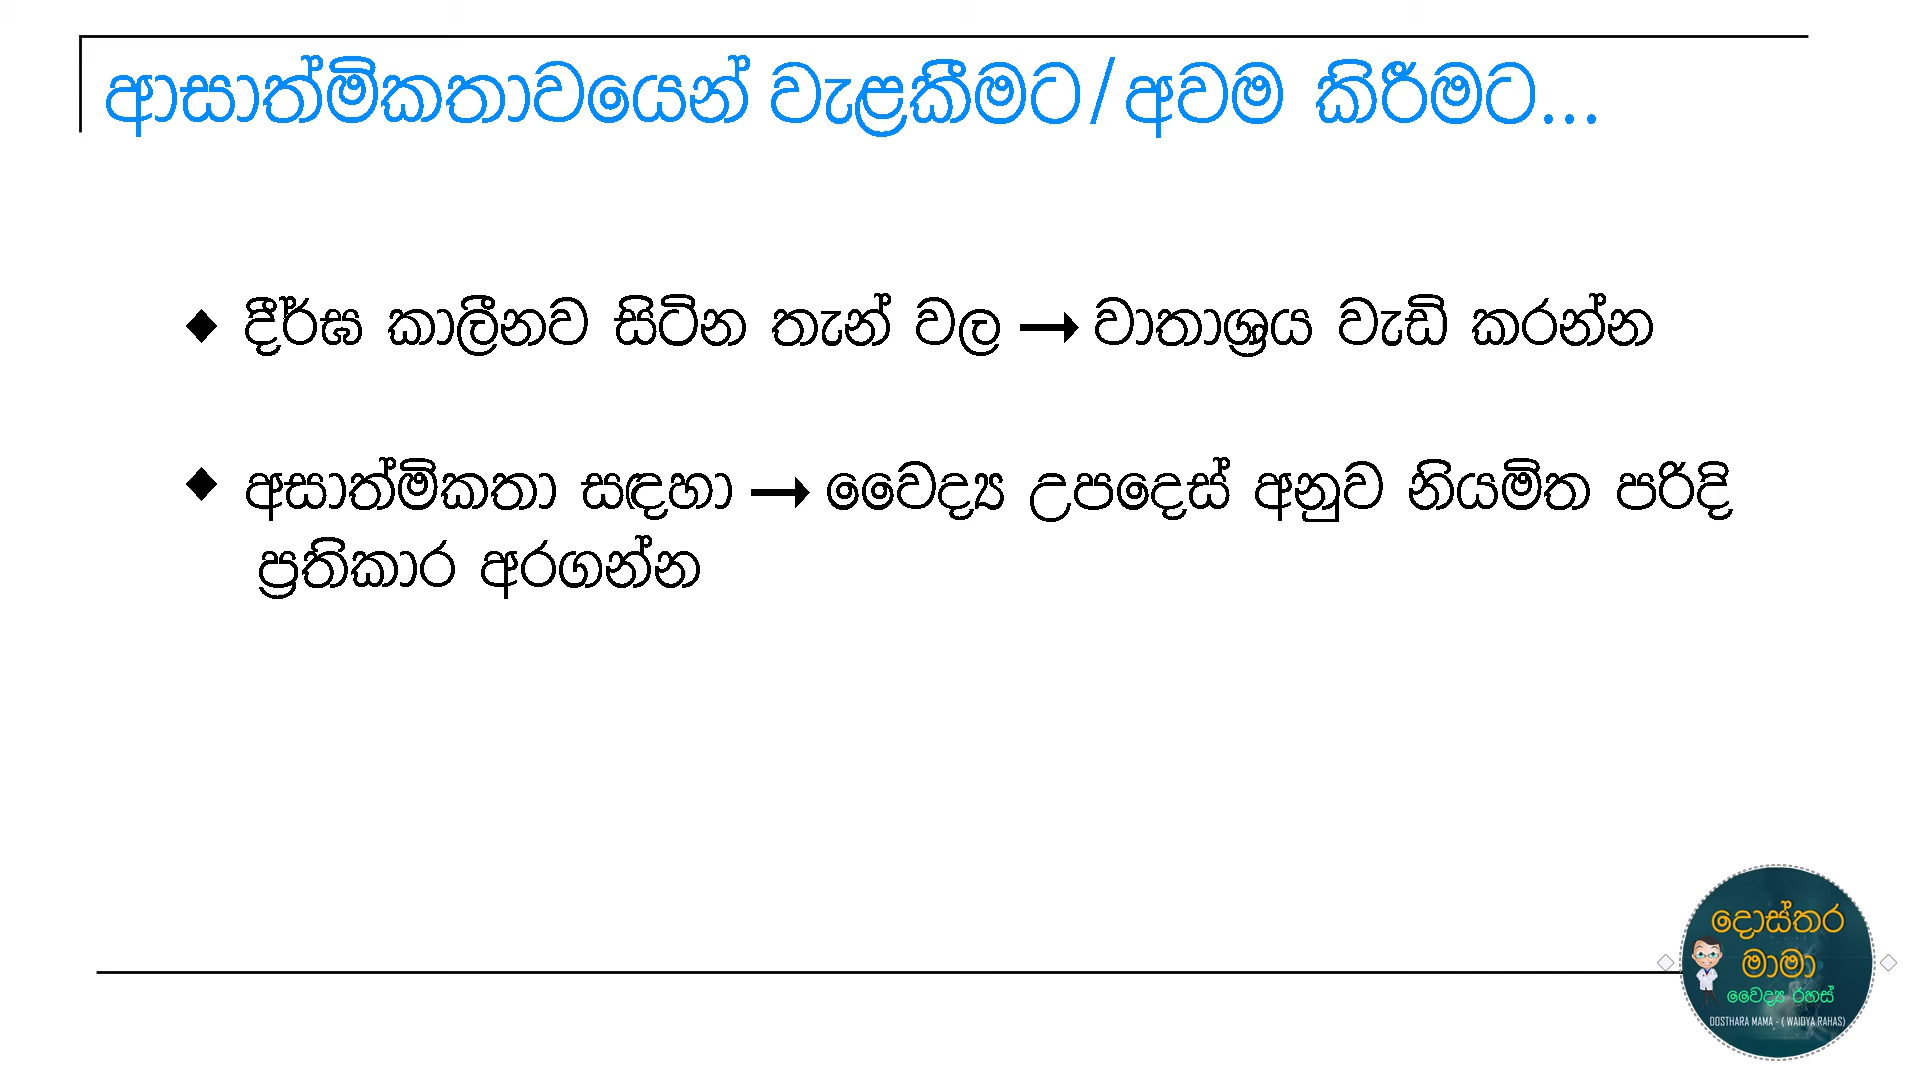 ආසාත්මිකතාවයෙන් වැළකීමට/අවම කිරීමට...
◆ දීර්ඝ කාලීනව සිටින තැන් වල → වාතාශ්‍රය වැඩි කරන්න
◆ අසාත්මිකතා සඳහා → වෛද්‍ය උපදෙස් අනුව නියමිත පරිදි
ප්‍රතිකාර අරගන්න
දොස්තර
මාමා
වෛද්‍ය රහස්
DOSTHARA MAMA - ( WAIDYA RAHAS)